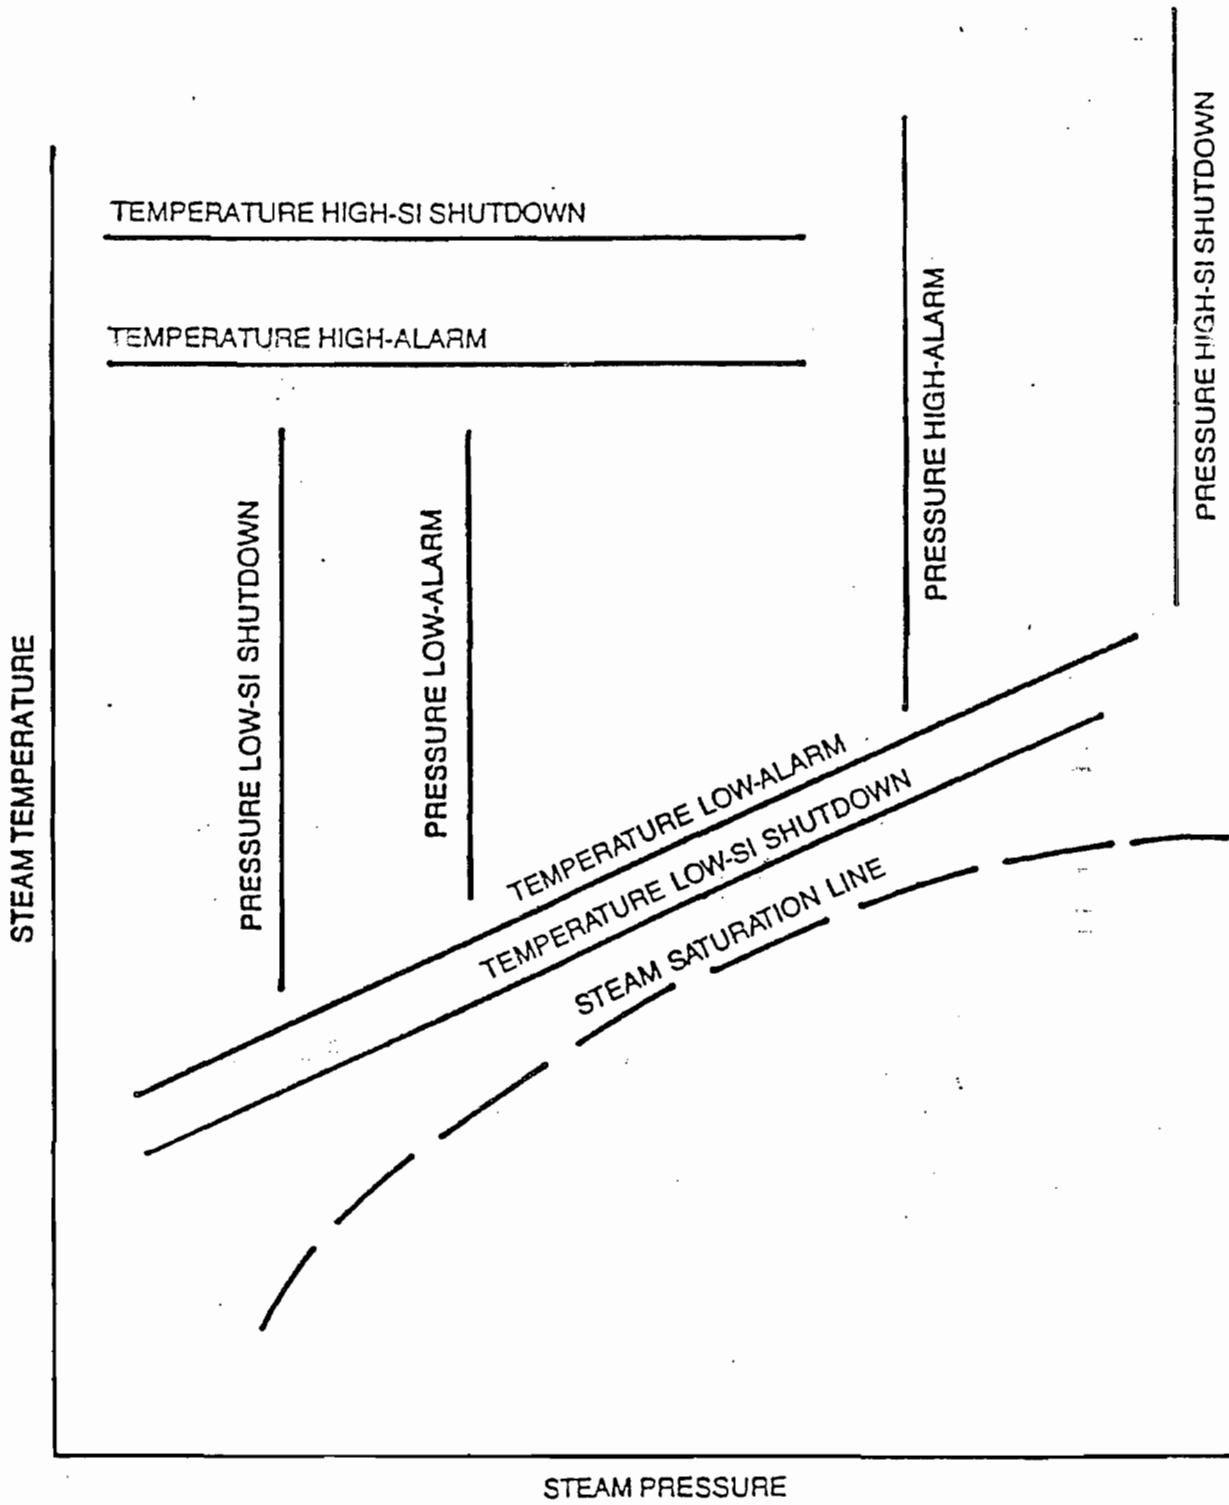 TEMPERATURE HIGH-SI SHUTDOWN
TEMPERATURE HIGH-ALARM
PRESSURE LOW-SI SHUTDOWN
PRESSURE LOW-ALARM
PRESSURE HIGH-ALARM
PRESSURE HIGH-SI SHUTDOWN
STEAM TEMPERATURE
TEMPERATURE LOW-ALARM
TEMPERATURE LOW-SI SHUTDOWN
STEAM SATURATION LINE
STEAM PRESSURE